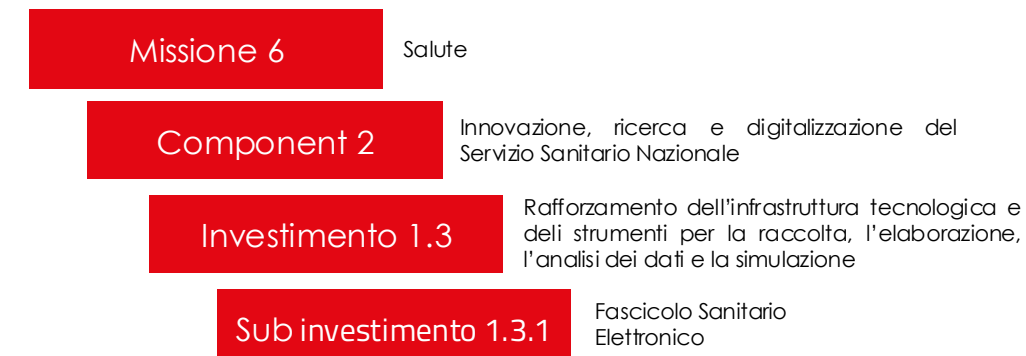 Missione 6
Salute
Component 2
Innovazione, ricerca e digitalizzazione del
Servizio Sanitario Nazionale
Investimento 1.3
Rafforzamento dell'infrastruttura tecnologica e
deli strumenti per la raccolta, l'elaborazione,
l'analisi dei dati e la simulazione
Sub investimento 1.3.1
Fascicolo Sanitario
Elettronico